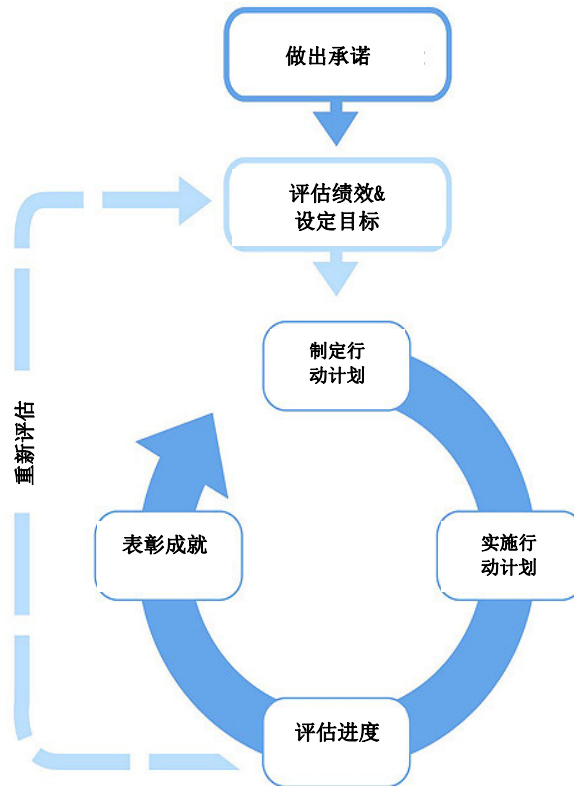 做出承诺
评估绩效&
设定目标
制定行
动计划
重新评估
表彰成就
实施行
动计划
评估进度